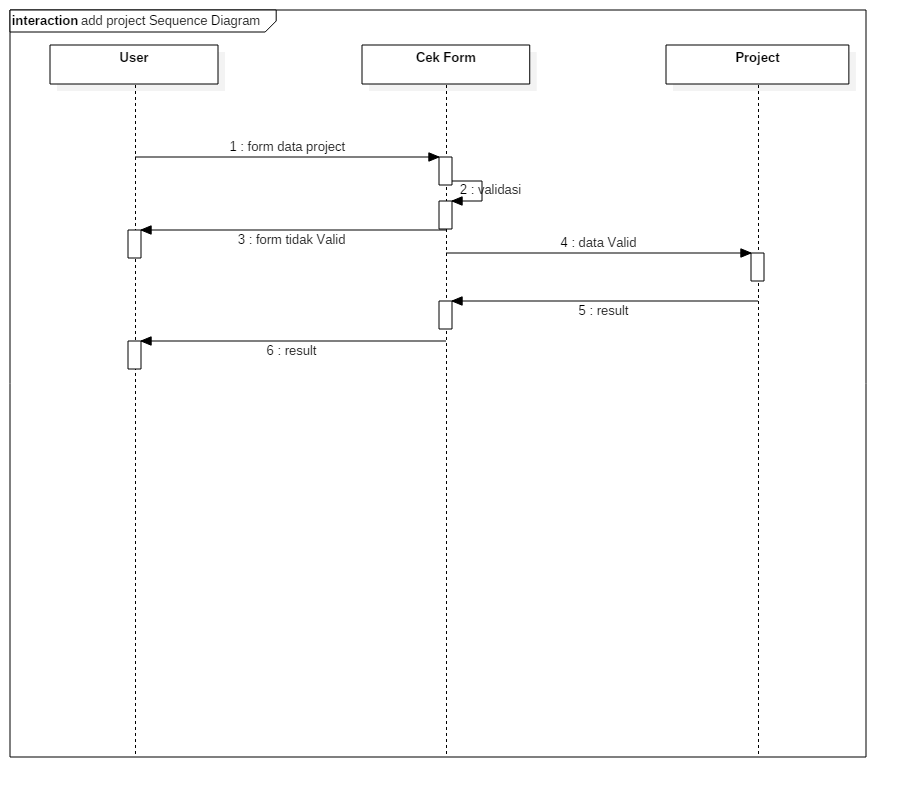 interaction add project Sequence Diagram
User
Cek Form
Project
1 : form data project
2 : validasi
3 : form tidak Valid
4 : data Valid
5 : result
6 : result